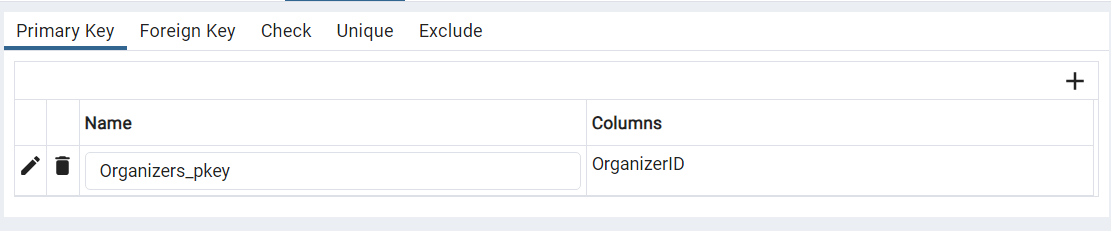 Primary Key Foreign Key Check Unique Exclude
Name Columns
Organizers_pkey OrganizerID